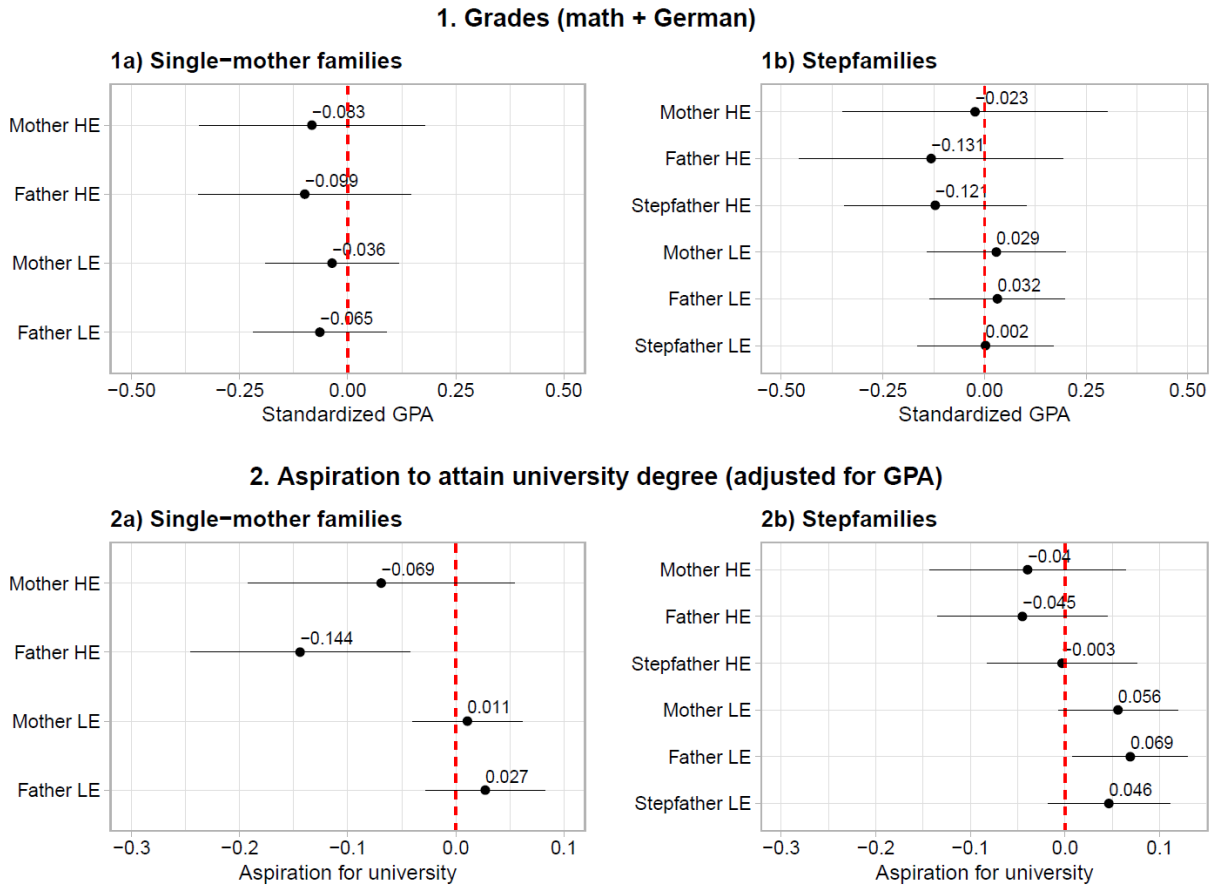 1. Grades (math + German)
1a) Single−mother families
Mother HE
Father HE
Mother LE
Father LE
−0.083
−0.099
−0.036
−0.065
−0.50
−0.25
0.00
0.25
0.50
Standardized GPA
1b) Stepfamilies
Mother HE
Father HE
Stepfather HE
Mother LE
Father LE
Stepfather LE
−0.023
−0.131
−0.121
0.029
0.032
0.002
−0.50
−0.25
0.00
0.25
0.50
Standardized GPA
2. Aspiration to attain university degree (adjusted for GPA)
2a) Single−mother families
Mother HE
Father HE
Mother LE
Father LE
−0.069
−0.144
0.011
0.027
−0.3
−0.2
−0.1
0.0
0.1
Aspiration for university
2b) Stepfamilies
Mother HE
Father HE
Stepfather HE
Mother LE
Father LE
Stepfather LE
−0.04
−0.045
−0.003
0.056
0.069
0.046
−0.3
−0.2
−0.1
0.0
0.1
Aspiration for university